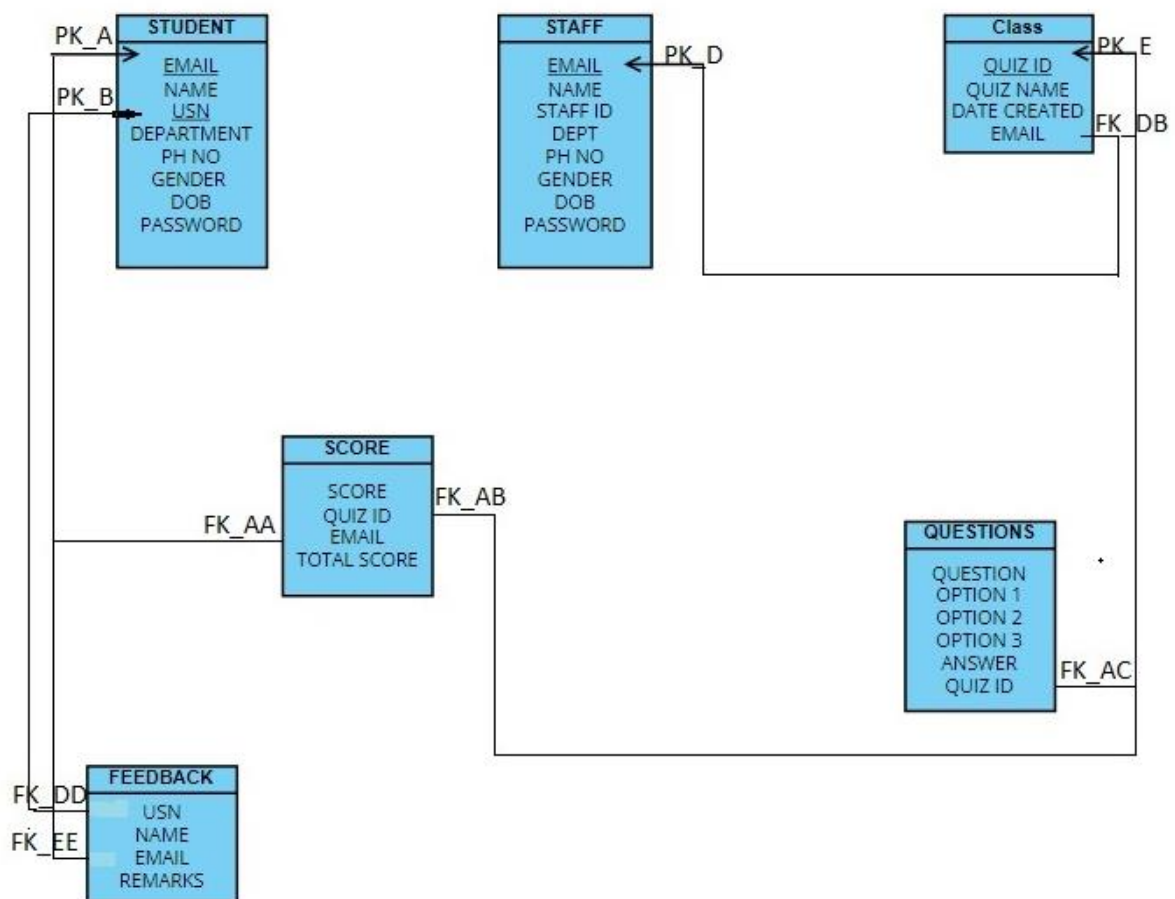 STUDENT
EMAIL
NAME
USN
DEPARTMENT
PH NO
GENDER
DOB
PASSWORD
PK_A
PK_B
STAFF
EMAIL
NAME
STAFF ID
DEPT
PH NO
GENDER
DOB
PASSWORD
PK_D
Class
QUIZ ID
QUIZ NAME
DATE CREATED
EMAIL
PK_E
FK_DB
SCORE
SCORE
QUIZ ID
EMAIL
TOTAL SCORE
FK_AA
FK_AB
QUESTIONS
QUESTION
OPTION 1
OPTION 2
OPTION 3
ANSWER
QUIZ ID
FK_AC
FEEDBACK
USN
NAME
EMAIL
REMARKS
FK_DD
FK_EE